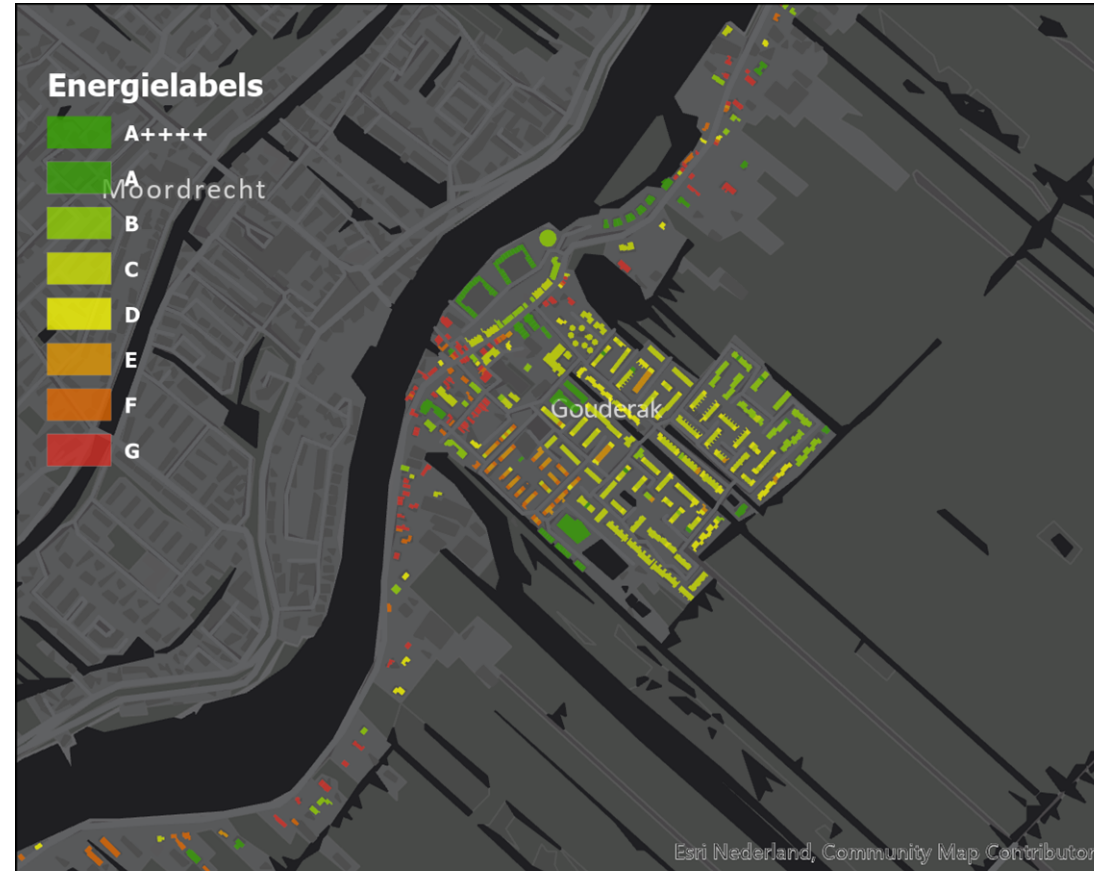 Energielabels
A++++
A
Moordrecht
B
C
D
E
F
G
Gouderak
Esri Nederland, Community Map Contributor